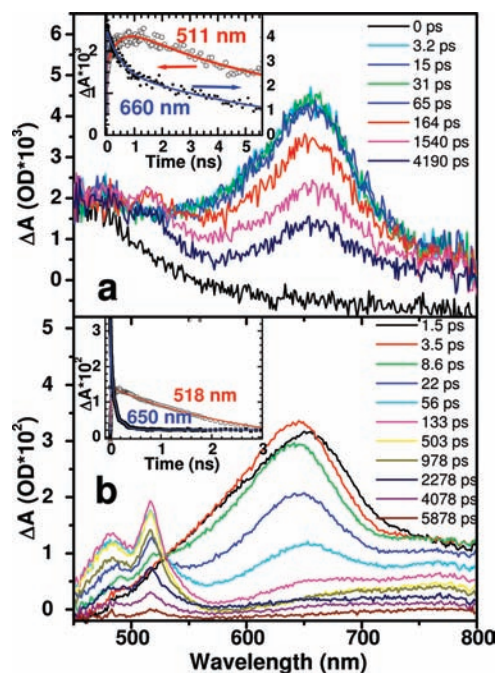 ΔA (OD*10³)
6
5
4
3
2
1
0
ΔA*10³
2
0
511 nm
660 nm
4
3
2
1
0
0 1 2 3 4 5
Time (ns)
0 ps
3.2 ps
15 ps
31 ps
65 ps
164 ps
1540 ps
4190 ps
a
ΔA (OD*10²)
5
4
3
2
1
0
ΔA*10²
3
2
1
0
518 nm
650 nm
0 1 2 3
Time (ns)
1.5 ps
3.5 ps
8.6 ps
22 ps
56 ps
133 ps
503 ps
978 ps
2278 ps
4078 ps
5878 ps
b
500 600 700 800
Wavelength (nm)